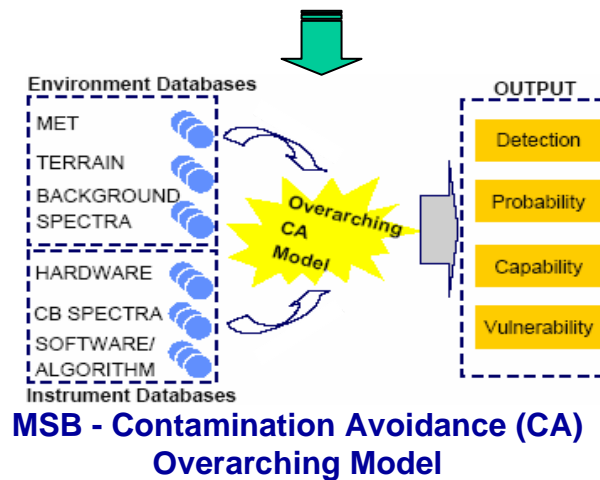 Environment Databases
MET
TERRAIN
BACKGROUND
SPECTRA
HARDWARE
CB SPECTRA
SOFTWARE/
ALGORITHM
Instrument Databases
Overarching
CA
Model
OUTPUT
Detection
Probability
Capability
Vulnerability
MSB - Contamination Avoidance (CA)
Overarching Model